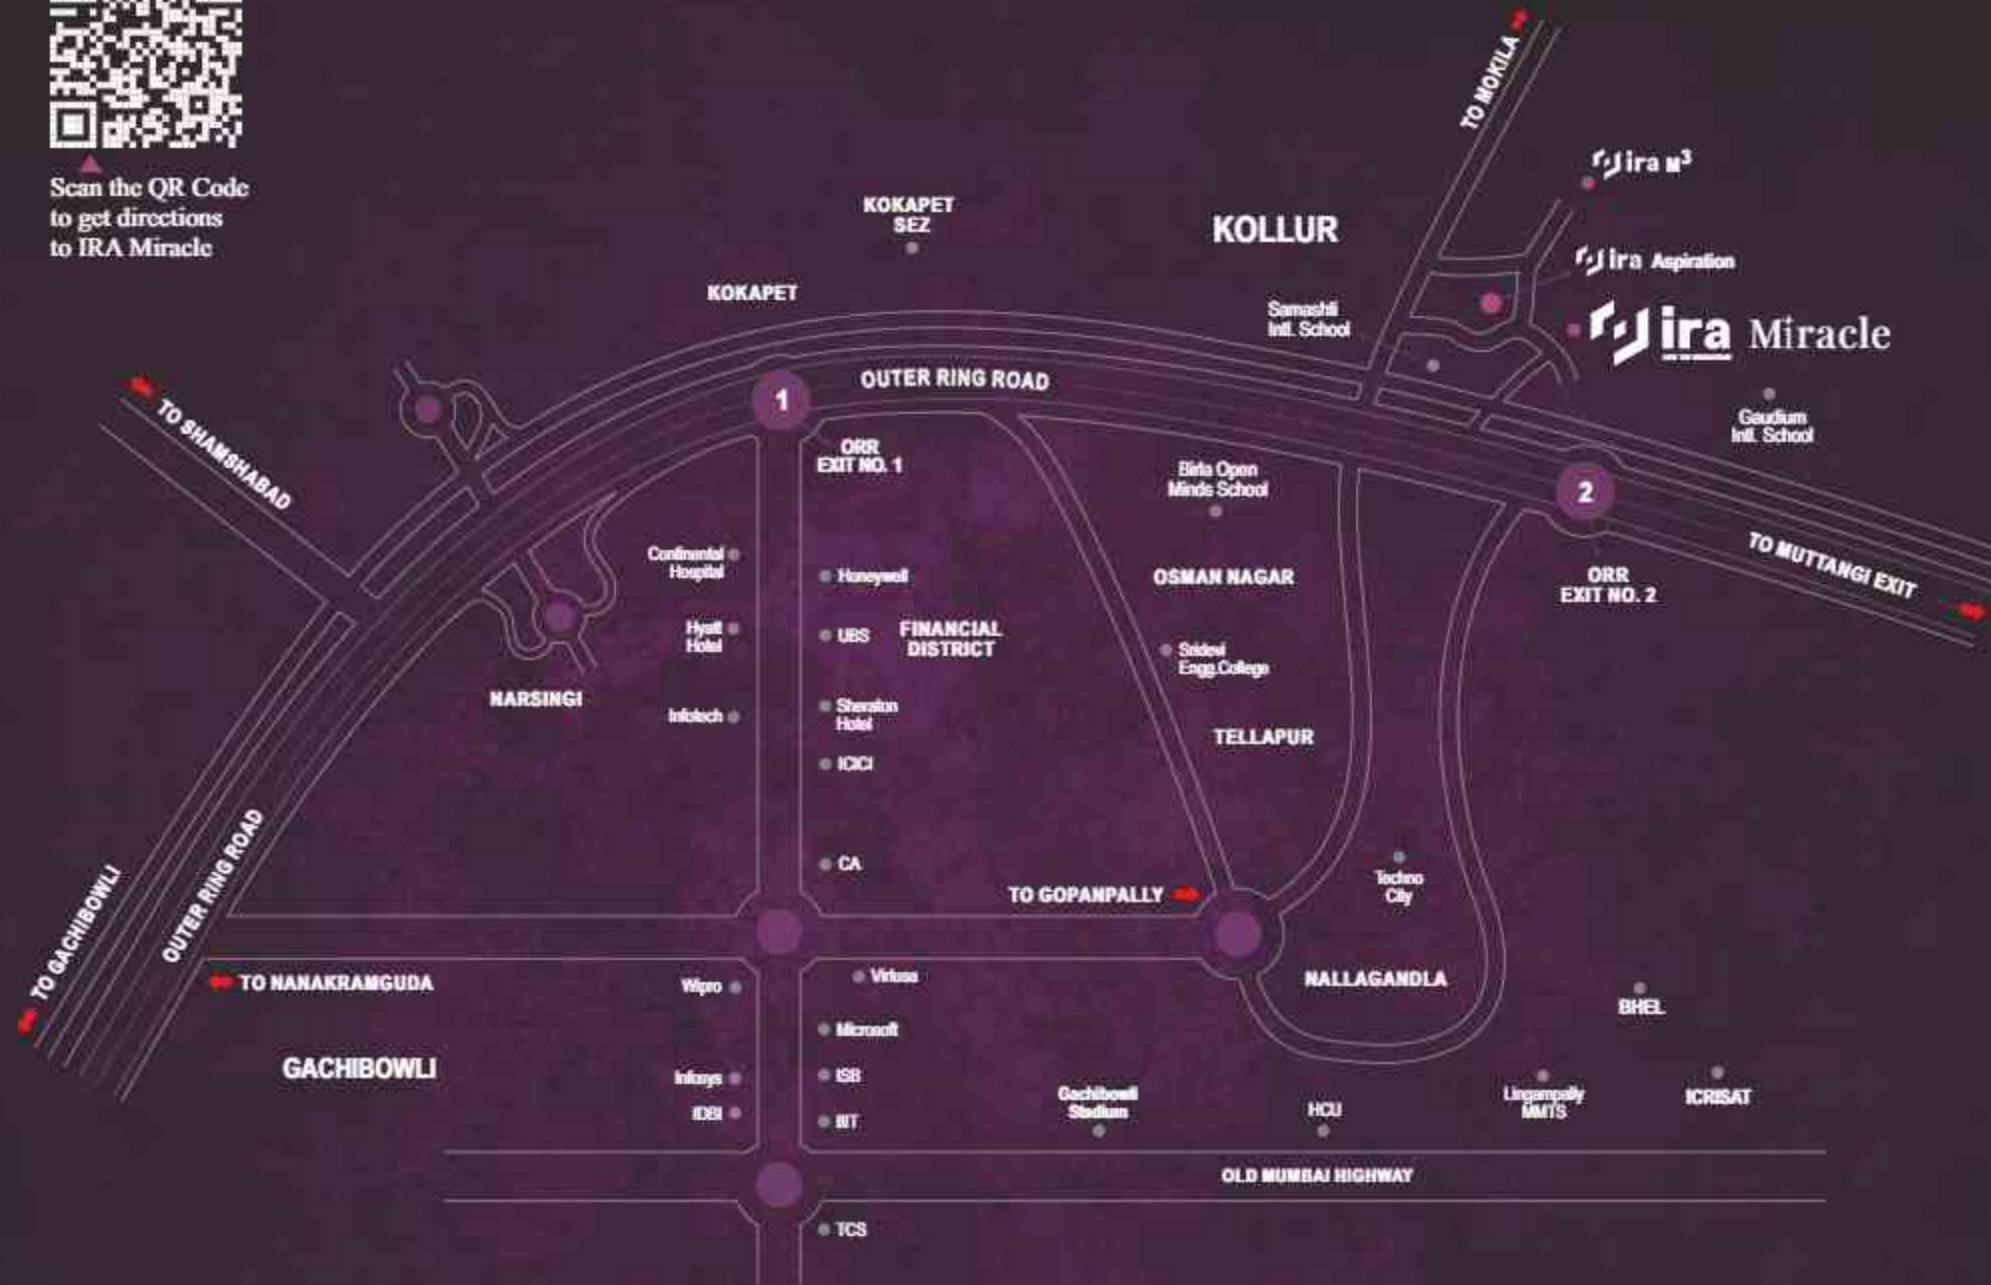 Scan the QR Code
to get directions
to IRA Miracle
TO MOKILA
ira M³
KOKAPET
SEZ
KOLLUR
ira Aspiration
KOKAPET
Samashti
Intl. School
ira Miracle
OUTER RING ROAD
1
TO SHAMSHABAD
Gaudium
Intl. School
ORR
EXIT NO. 1
Birla Open
Minds School
2
TO MUTTANGI EXIT
Continental
Hospital
Honeywell
OSMAN NAGAR
ORR
EXIT NO. 2
Hyatt
Hotel
UBS
FINANCIAL
DISTRICT
Sridevi
Engg.College
NARSINGI
Infotech
Sheraton
Hotel
TELLAPUR
ICICI
OUTER RING ROAD
CA
TO GOPANPALLY
Techno
City
TO GACHIBOWLI
TO NANAKRAMGUDA
Wipro
Virtusa
NALLAGANDLA
BHEL
Microsoft
GACHIBOWLI
Infosys
ISB
Gachibowli
Stadium
HCU
Lingampally
MMTS
ICRISAT
IDBI
IIIT
OLD MUMBAI HIGHWAY
TCS